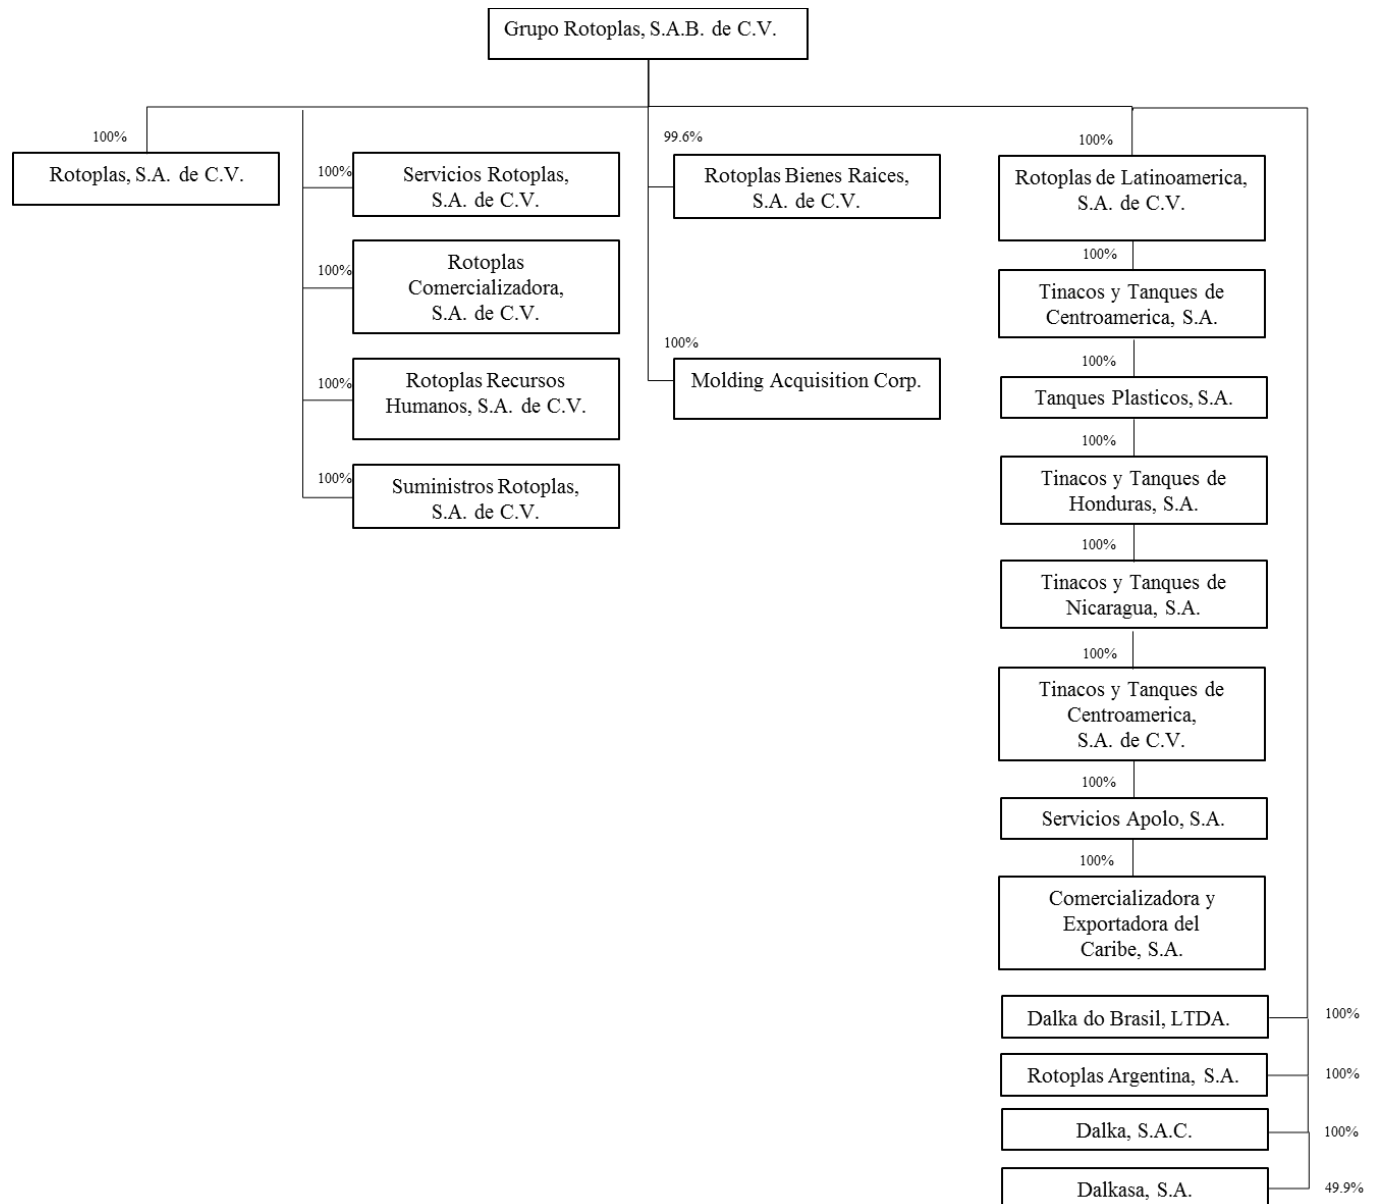 Grupo Rotoplas, S.A.B. de C.V.
100%
Rotoplas, S.A. de C.V.
100%
Servicios Rotoplas,
S.A. de C.V.
100%
Rotoplas
Comercializadora,
S.A. de C.V.
100%
Rotoplas Recursos
Humanos, S.A. de C.V.
100%
Suministros Rotoplas,
S.A. de C.V.
99.6%
Rotoplas Bienes Raices,
S.A. de C.V.
100%
Molding Acquisition Corp.
100%
Rotoplas de Latinoamerica,
S.A. de C.V.
100%
Tinacos y Tanques de
Centroamerica, S.A.
100%
Tanques Plasticos, S.A.
100%
Tinacos y Tanques de
Honduras, S.A.
100%
Tinacos y Tanques de
Nicaragua, S.A.
100%
Tinacos y Tanques de
Centroamerica,
S.A. de C.V.
100%
Servicios Apolo, S.A.
100%
Comercializadora y
Exportadora del
Caribe, S.A.
Dalka do Brasil, LTDA.
100%
Rotoplas Argentina, S.A.
100%
Dalka, S.A.C.
100%
Dalkasa, S.A.
49.9%